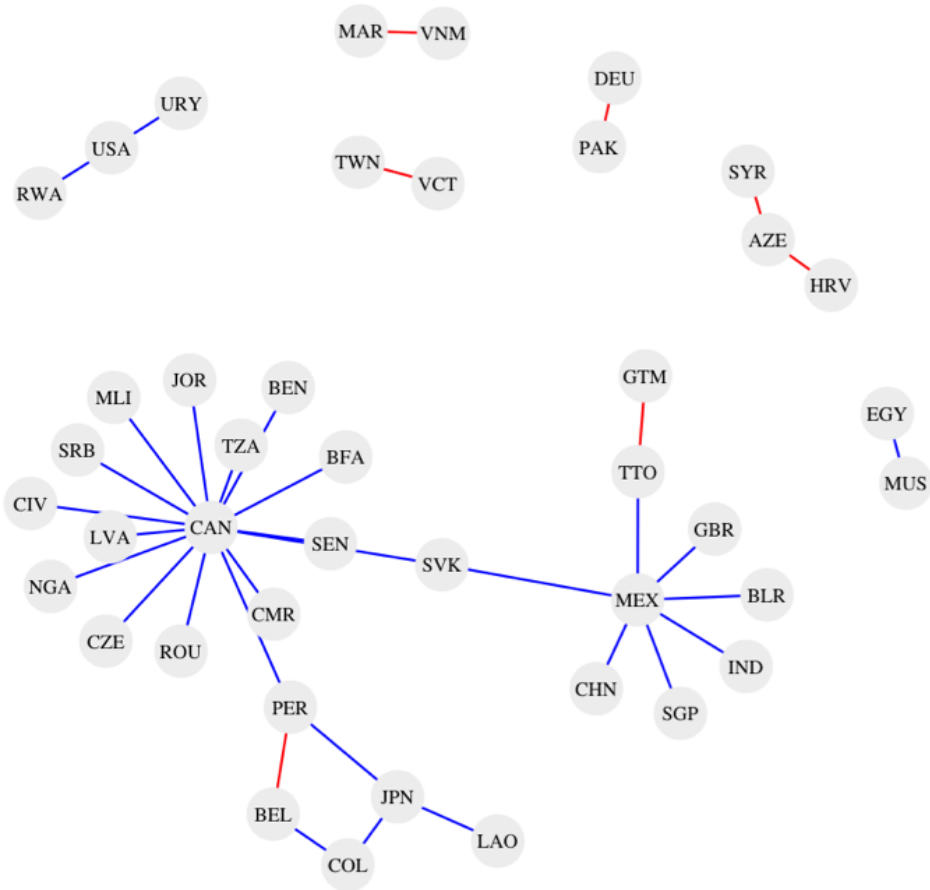 MAR
VNM
DEU
URY
USA
PAK
TWN
SYR
VCT
RWA
AZE
HRV
GTM
JOR
BEN
MLI
EGY
TZA
SRB
BFA
TTO
MUS
CIV
CAN
GBR
LVA
SEN
SVK
NGA
BLR
MEX
CMR
CZE
ROU
IND
CHN
PER
SGP
JPN
BEL
LAO
COL